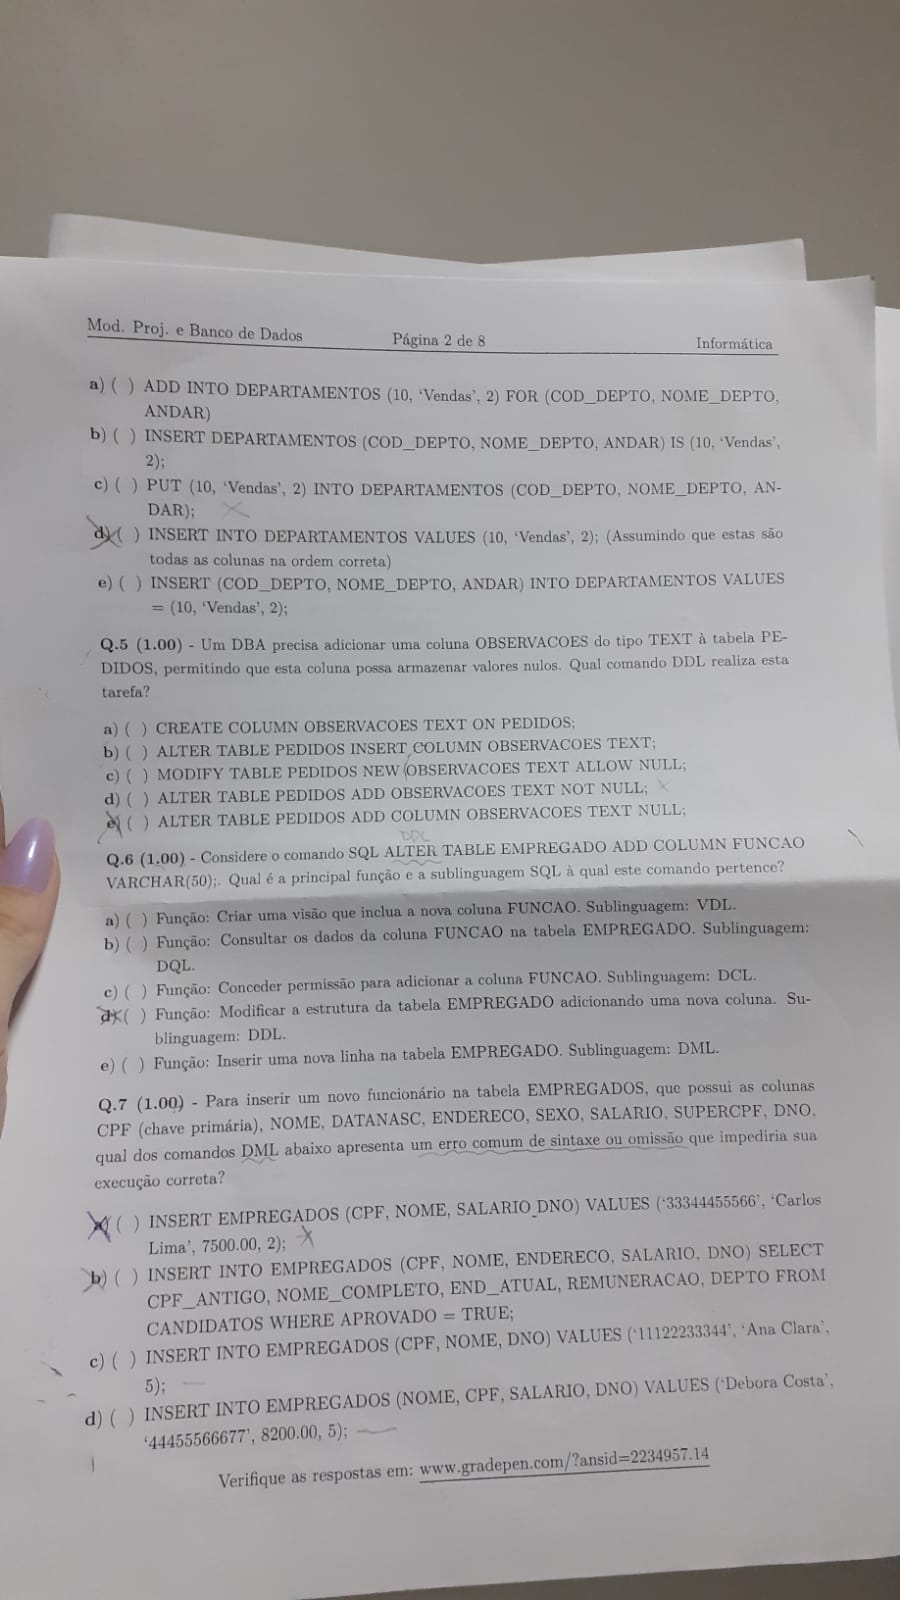 Mod. Proj. e Banco de Dados Página 2 de 8 Informática
a) ( ) ADD INTO DEPARTAMENTOS (10, ‘Vendas’, 2) FOR (COD_DEPTO, NOME_DEPTO,
ANDAR)
b) ( ) INSERT DEPARTAMENTOS (COD_DEPTO, NOME_DEPTO, ANDAR) IS (10, ‘Vendas’,
2);
c) ( ) PUT (10, ‘Vendas’, 2) INTO DEPARTAMENTOS (COD_DEPTO, NOME_DEPTO, AN-
DAR);
d) ( ) INSERT INTO DEPARTAMENTOS VALUES (10, ‘Vendas’, 2); (Assumindo que estas são
todas as colunas na ordem correta)
e) ( ) INSERT (COD_DEPTO, NOME_DEPTO, ANDAR) INTO DEPARTAMENTOS VALUES
= (10, ‘Vendas’, 2);
Q.5 (1.00) - Um DBA precisa adicionar uma coluna OBSERVACOES do tipo TEXT à tabela PE-
DIDOS, permitindo que esta coluna possa armazenar valores nulos. Qual comando DDL realiza esta
tarefa?
a) ( ) CREATE COLUMN OBSERVACOES TEXT ON PEDIDOS;
b) ( ) ALTER TABLE PEDIDOS INSERT COLUMN OBSERVACOES TEXT;
c) ( ) MODIFY TABLE PEDIDOS NEW OBSERVACOES TEXT ALLOW NULL;
d) ( ) ALTER TABLE PEDIDOS ADD OBSERVACOES TEXT NOT NULL;
e) ( ) ALTER TABLE PEDIDOS ADD COLUMN OBSERVACOES TEXT NULL;
DDL
Q.6 (1.00) - Considere o comando SQL ALTER TABLE EMPREGADO ADD COLUMN FUNCAO
VARCHAR(50);. Qual é a principal função e a sublinguagem SQL à qual este comando pertence?
a) ( ) Função: Criar uma visão que inclua a nova coluna FUNCAO. Sublinguagem: VDL.
b) ( ) Função: Consultar os dados da coluna FUNCAO na tabela EMPREGADO. Sublinguagem:
DQL.
c) ( ) Função: Conceder permissão para adicionar a coluna FUNCAO. Sublinguagem: DCL.
d) ( ) Função: Modificar a estrutura da tabela EMPREGADO adicionando uma nova coluna. Su-
blinguagem: DDL.
e) ( ) Função: Inserir uma nova linha na tabela EMPREGADO. Sublinguagem: DML.
Q.7 (1.00) - Para inserir um novo funcionário na tabela EMPREGADOS, que possui as colunas
CPF (chave primária), NOME, DATANASC, ENDERECO, SEXO, SALARIO, SUPERCPF, DNO,
qual dos comandos DML abaixo apresenta um erro comum de sintaxe ou omissão que impediria sua
execução correta?
a) ( ) INSERT EMPREGADOS (CPF, NOME, SALARIO DNO) VALUES (‘33344455566’, ‘Carlos
Lima’, 7500.00, 2);
b) ( ) INSERT INTO EMPREGADOS (CPF, NOME, ENDERECO, SALARIO, DNO) SELECT
CPF_ANTIGO, NOME_COMPLETO, END_ATUAL, REMUNERACAO, DEPTO FROM
CANDIDATOS WHERE APROVADO = TRUE;
c) ( ) INSERT INTO EMPREGADOS (CPF, NOME, DNO) VALUES (‘11122233344’, ‘Ana Clara’,
5);
d) ( ) INSERT INTO EMPREGADOS (NOME, CPF, SALARIO, DNO) VALUES (‘Debora Costa’,
‘44455566677’, 8200.00, 5);
Verifique as respostas em: www.gradepen.com/?ansid=2234957.14